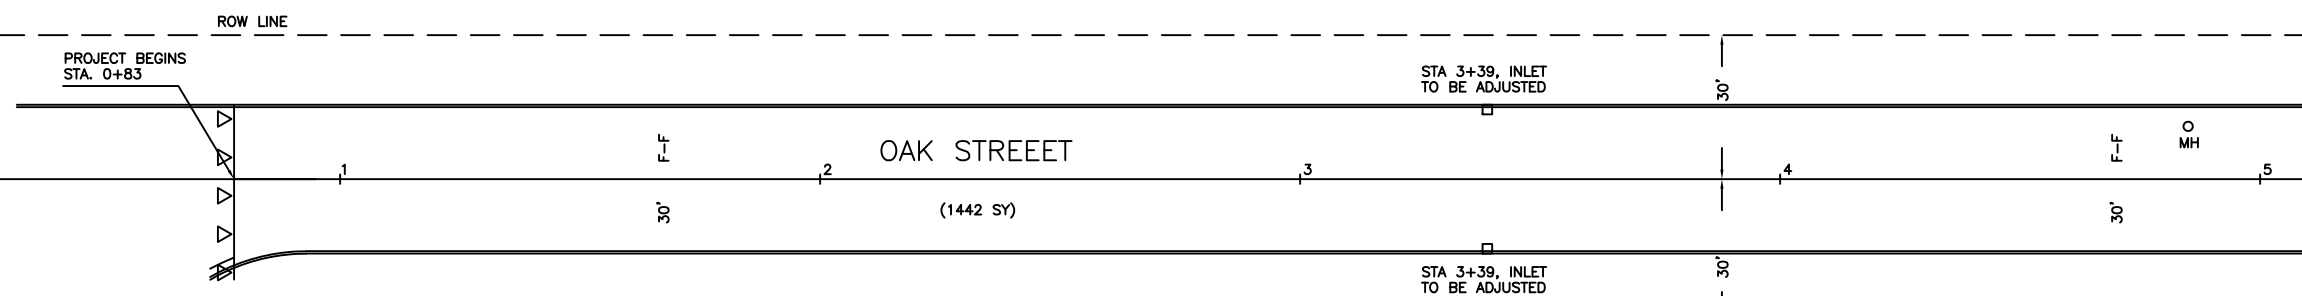 ROW LINE
PROJECT BEGINS
STA. 0+83
STA 3+39, INLET
TO BE ADJUSTED
30'
F-F
OAK STREEET
F-F
MH
1
2
3
4
5
30'
(1442 SY)
30'
30'
STA 3+39, INLET
TO BE ADJUSTED